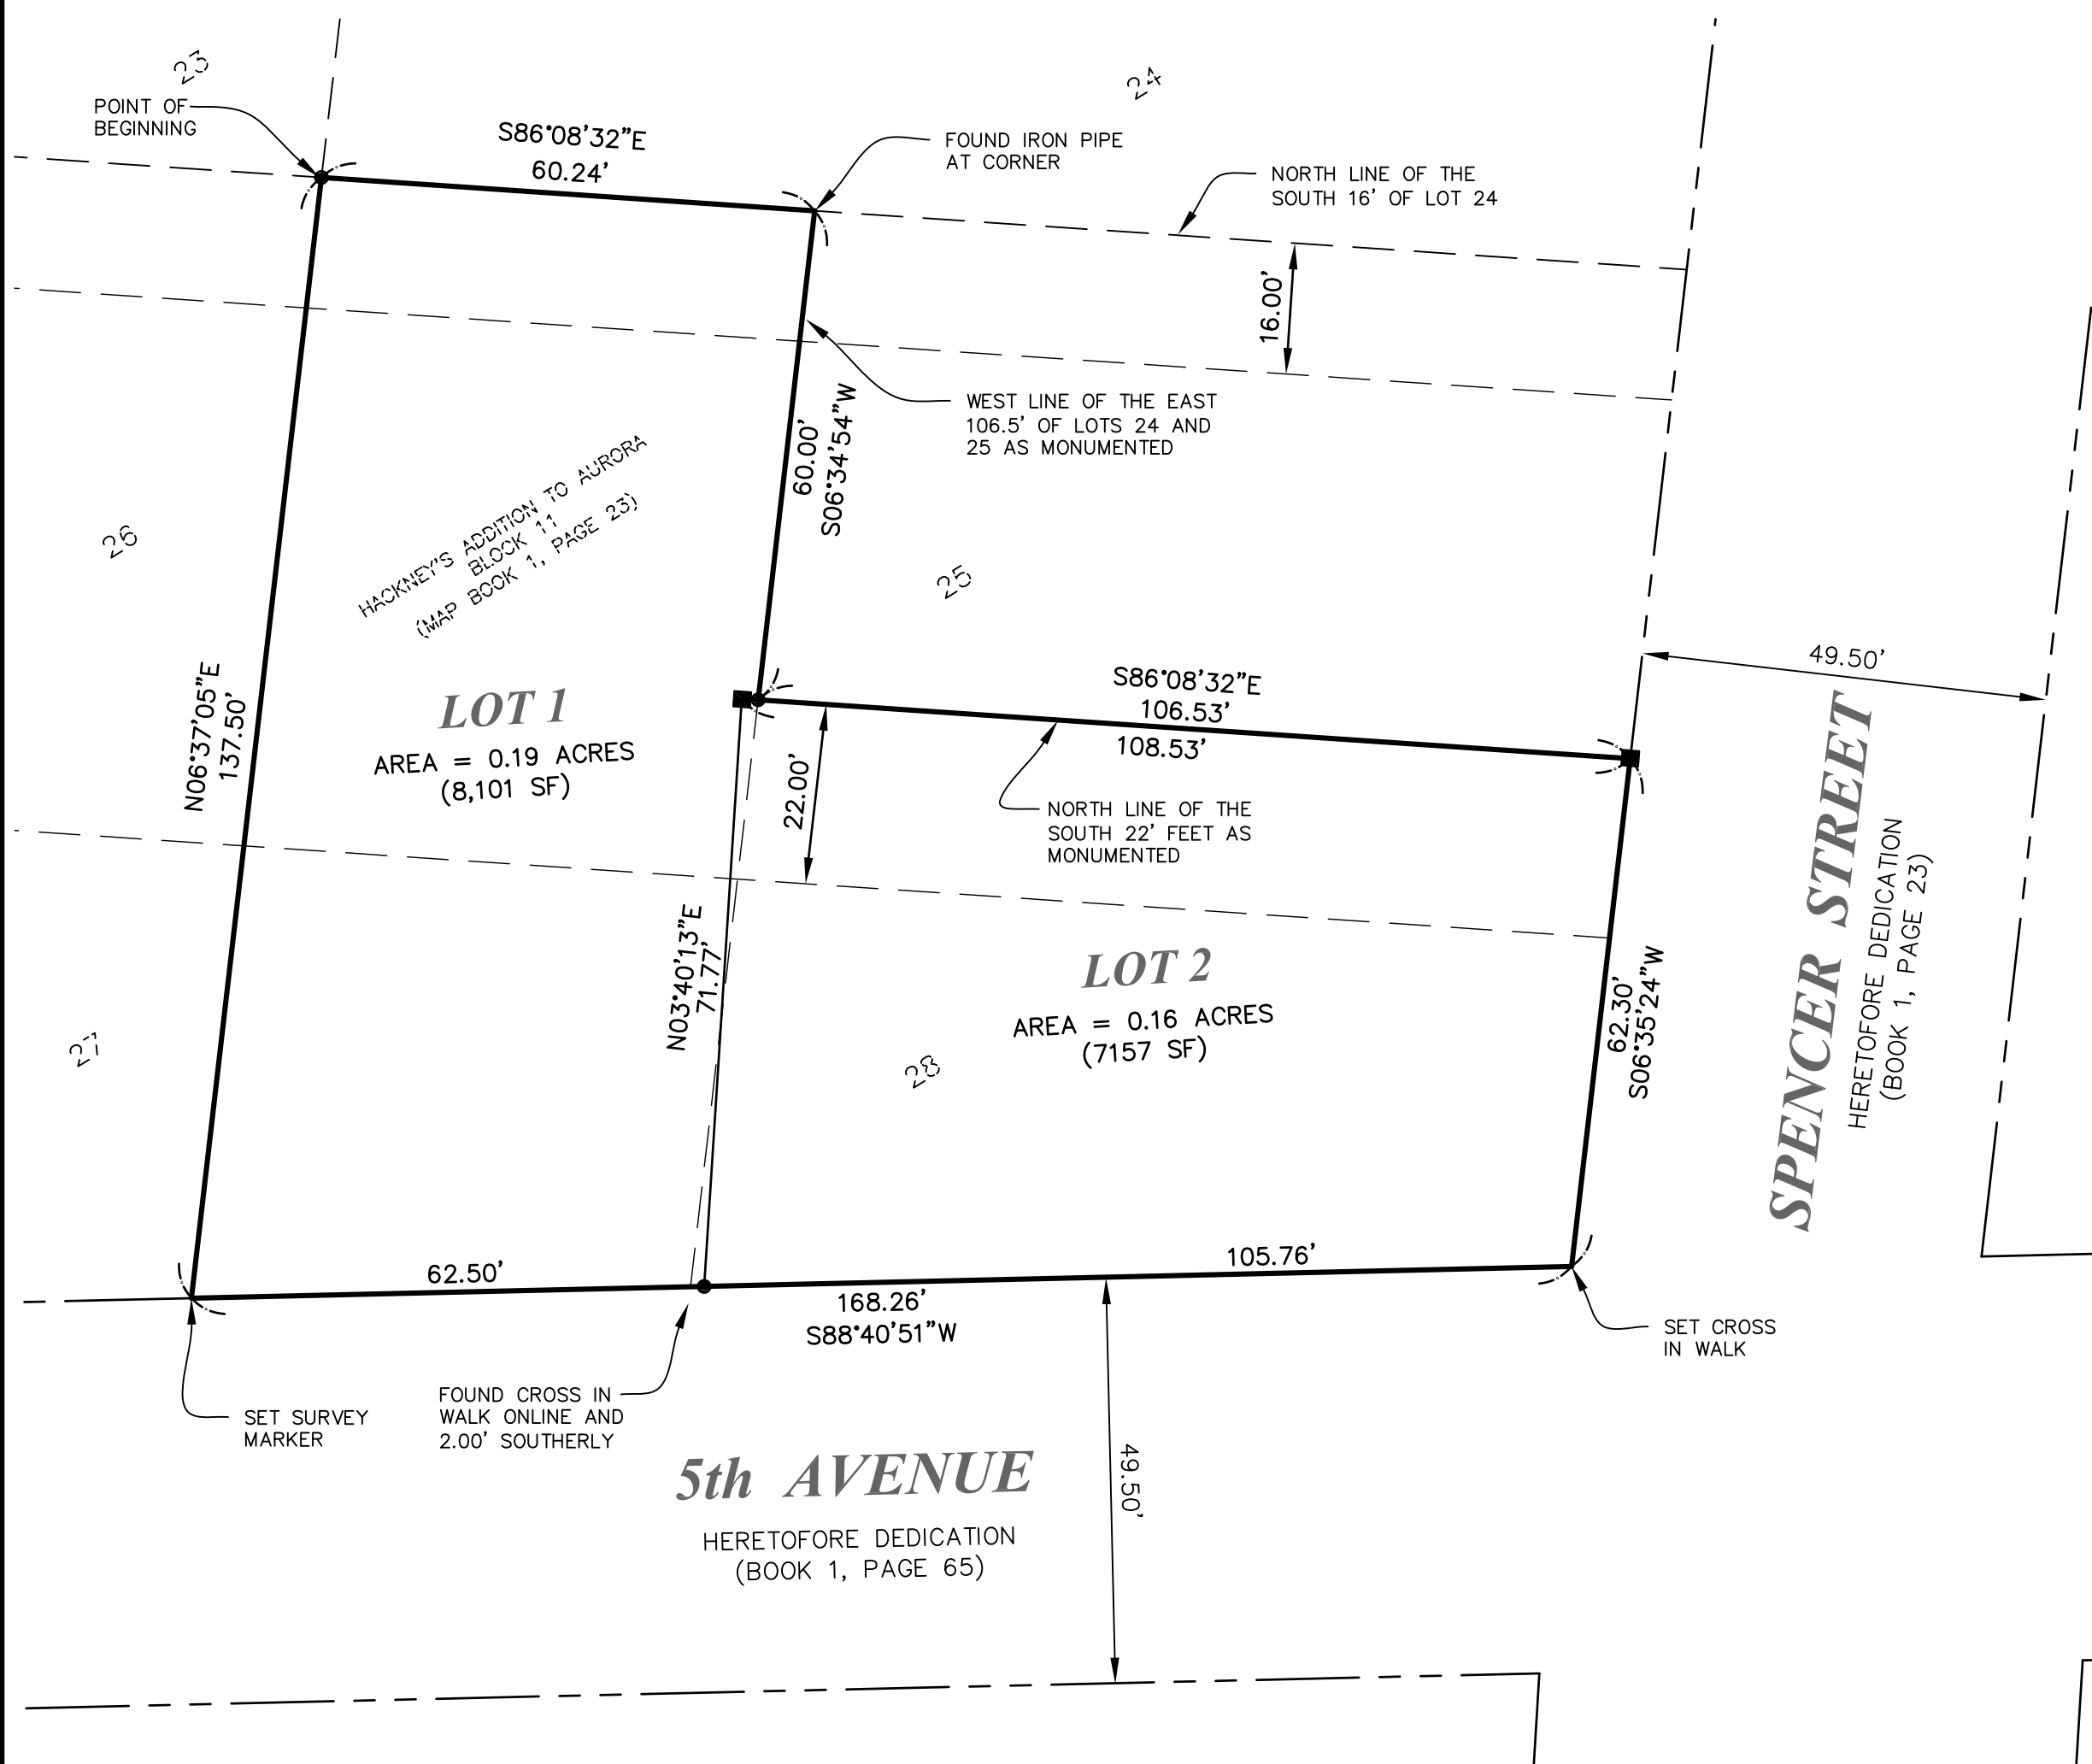 23
24
POINT OF
BEGINNING
S86°08'32"E
60.24'
FOUND IRON PIPE
AT CORNER
NORTH LINE OF THE
SOUTH 16' OF LOT 24
16.00'
WEST LINE OF THE EAST
106.5' OF LOTS 24 AND
25 AS MONUMENTED
60.00'
S06°34'54"W
HACKNEY'S ADDITION TO AURORA
BLOCK 11
(MAP BOOK 1, PAGE 23)
26
25
N06°37'05"E
137.50'
LOT 1
AREA = 0.19 ACRES
(8,101 SF)
S86°08'32"E
106.53'
108.53'
49.50'
22.00'
NORTH LINE OF THE
SOUTH 22' FEET AS
MONUMENTED
SPENCER STREET
HERETOFORE DEDICATION
(BOOK 1, PAGE 23)
N03°40'13"E
71.77'
LOT 2
AREA = 0.16 ACRES
(7157 SF)
62.30'
S06°35'24"W
27
28
62.50'
105.76'
168.26'
S88°40'51"W
SET CROSS
IN WALK
SET SURVEY
MARKER
FOUND CROSS IN
WALK ONLINE AND
2.00' SOUTHERLY
5th AVENUE
HERETOFORE DEDICATION
(BOOK 1, PAGE 65)
49.50'